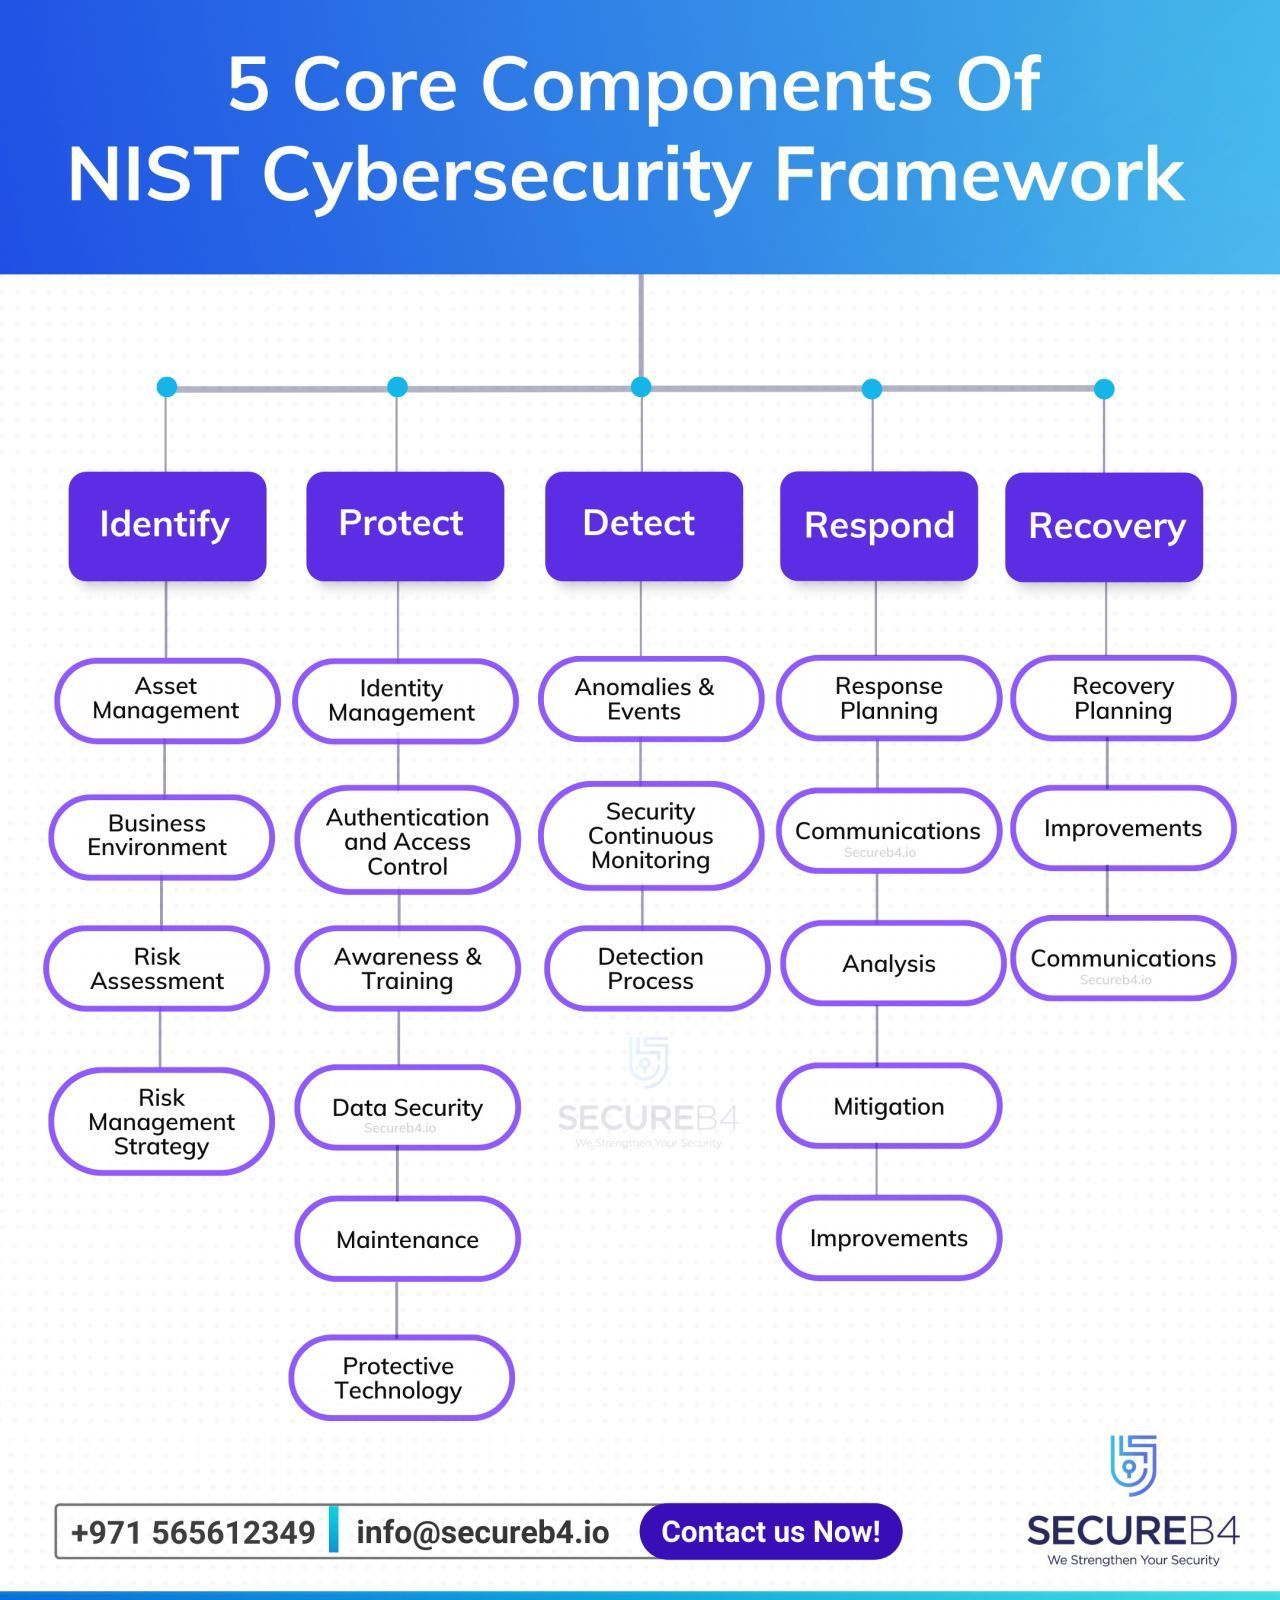 5 Core Components Of
NIST Cybersecurity Framework
Identify
Protect
Detect
Respond
Recovery
Asset
Management
Business
Environment
Risk
Assessment
Risk
Management
Strategy
Identity
Management
Authentication
and Access
Control
Awareness &
Training
Data Security
Secureb4.io
Maintenance
Protective
Technology
Anomalies &
Events
Security
Continuous
Monitoring
Detection
Process
SECUREB4
We Strengthen Your Security
Response
Planning
Communications
Secureb4.io
Analysis
Mitigation
Improvements
Recovery
Planning
Improvements
Communications
Secureb4.io
+971 565612349
info@secureb4.io
Contact us Now!
SECUREB4
We Strengthen Your Security